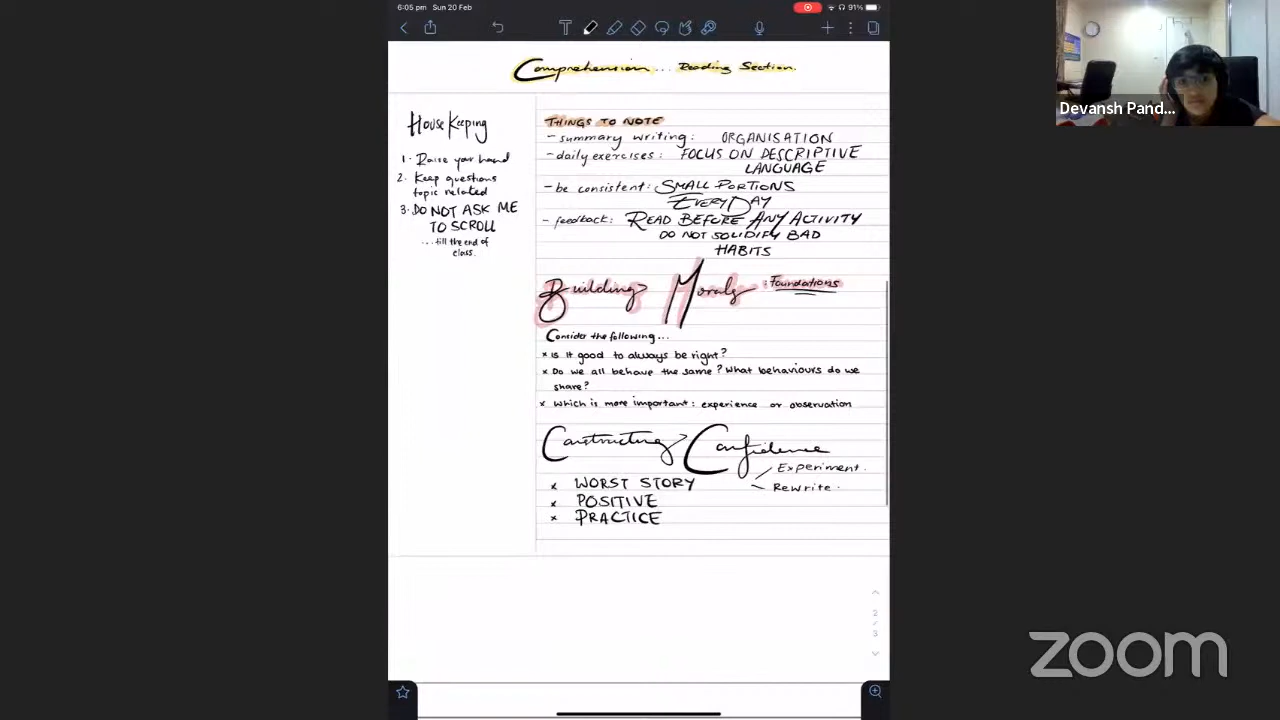 6:05 pm Sun 20 Feb
91%
Comprehension... Reading Section.
House Keeping
1. Raise your hand
2. Keep questions
topic related
3. DO NOT ASK ME
TO SCROLL
...till the end of
class.
THINGS TO NOTE
- summary writing: ORGANISATION
- daily exercises: FOCUS ON DESCRIPTIVE
LANGUAGE
- be consistent: SMALL PORTIONS
EVERY DAY
- feedback: READ BEFORE ANY ACTIVITY
DO NOT SOLIDIFY BAD
HABITS
Building Morals : Foundations
Consider the following...
x Is it good to always be right?
x Do we all behave the same? What behaviours do we
share?
x Which is more important: experience or observation
Constructing Confidence
Experiment.
x WORST STORY
Rewrite.
x POSITIVE
x PRACTICE
2
/
3
Devansh Pand...
zoom